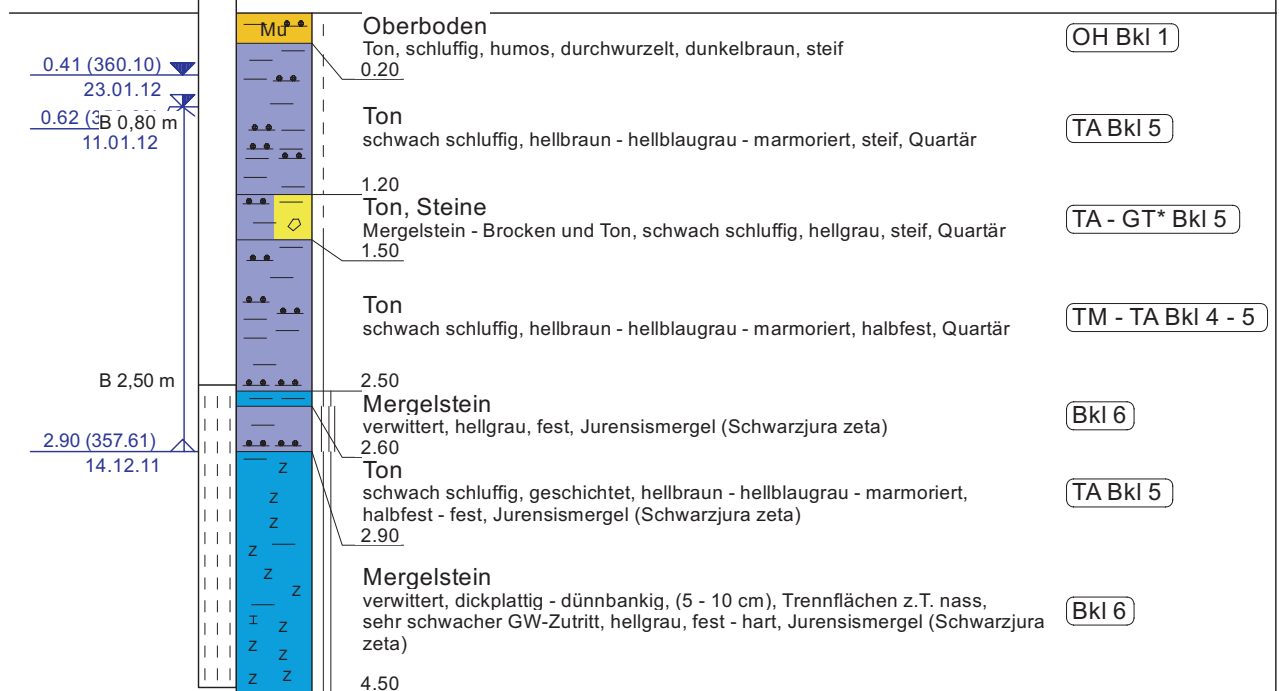 Mu
Oberboden
Ton, schluffig, humos, durchwurzelt, dunkelbraun, steif
0.20
OH Bkl 1
0.41 (360.10)
23.01.12
0.62 (3
B 0,80 m
11.01.12
Ton
schwach schluffig, hellbraun - hellblaugrau - marmoriert, steif, Quartär
1.20
TA Bkl 5
Ton, Steine
Mergelstein - Brocken und Ton, schwach schluffig, hellgrau, steif, Quartär
1.50
TA - GT* Bkl 5
Ton
schwach schluffig, hellbraun - hellblaugrau - marmoriert, halbfest, Quartär
2.50
TM - TA Bkl 4 - 5
B 2,50 m
Mergelstein
verwittert, hellgrau, fest, Jurensismergel (Schwarzjura zeta)
2.60
Bkl 6
2.90 (357.61)
14.12.11
Ton
schwach schluffig, geschichtet, hellbraun - hellblaugrau - marmoriert,
halbfest - fest, Jurensismergel (Schwarzjura zeta)
2.90
TA Bkl 5
Mergelstein
verwittert, dickplattig - dünnbankig, (5 - 10 cm), Trennflächen z.T. nass,
sehr schwacher GW-Zutritt, hellgrau, fest - hart, Jurensismergel (Schwarzjura
zeta)
4.50
Bkl 6
z
z
z
z
z
z
z
z
z
z
z